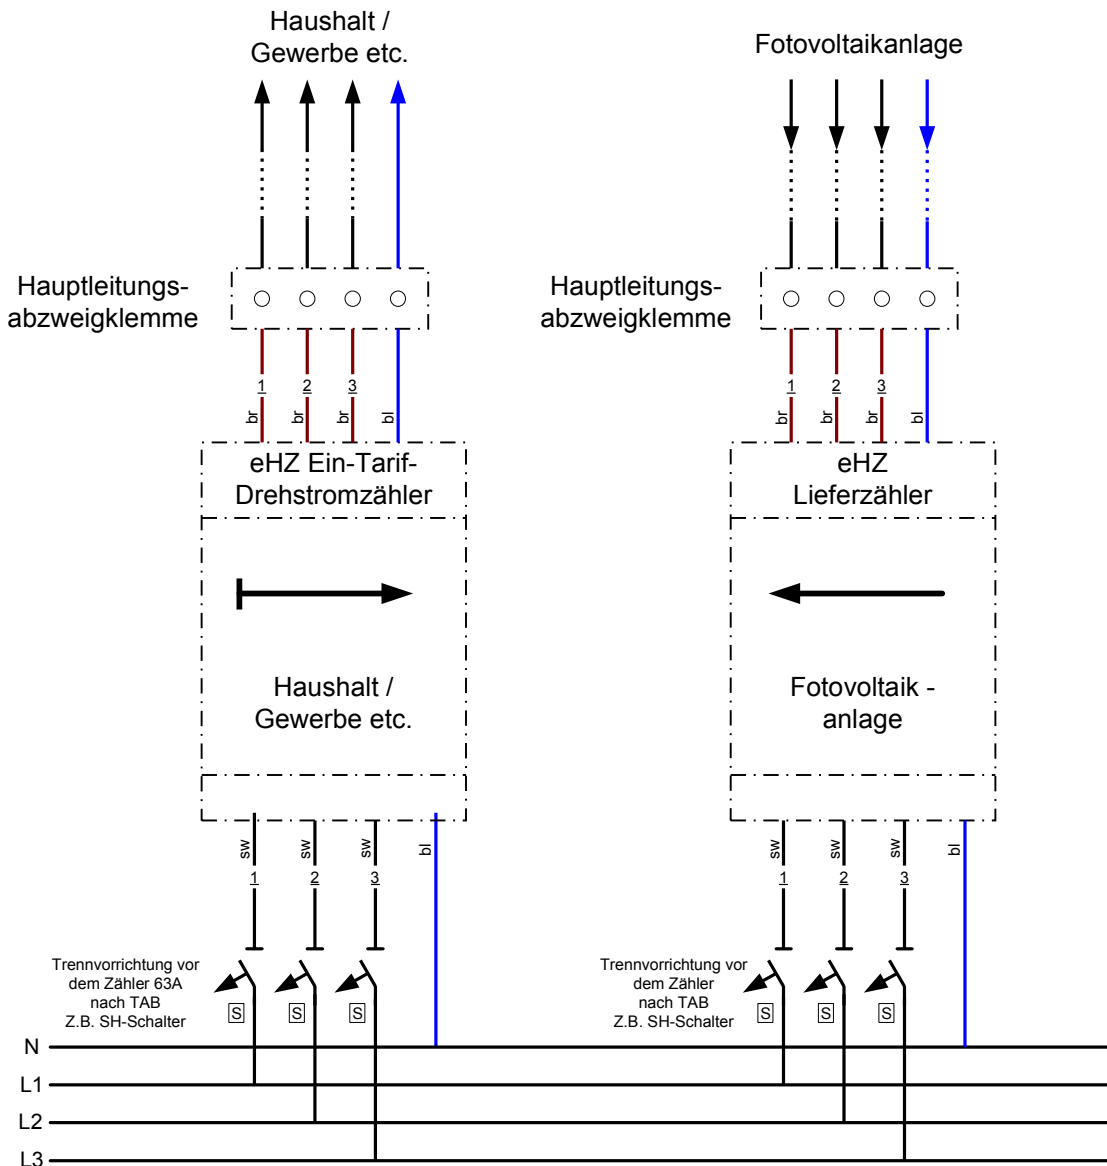 Haushalt /
Gewerbe etc.
Fotovoltaikanlage
Hauptleitungs-
abzweigklemme
Hauptleitungs-
abzweigklemme
1 2 3
br br br bl
1 2 3
br br br bl
eHZ Ein-Tarif-
Drehstromzähler
eHZ
Lieferzähler
Haushalt /
Gewerbe etc.
Fotovoltaik -
anlage
sw sw sw bl
1 2 3
sw sw sw bl
1 2 3
Trennvorrichtung vor
dem Zähler 63A
nach TAB
Z.B. SH-Schalter
S S S
Trennvorrichtung vor
dem Zähler
nach TAB
Z.B. SH-Schalter
S S S
N
L1
L2
L3